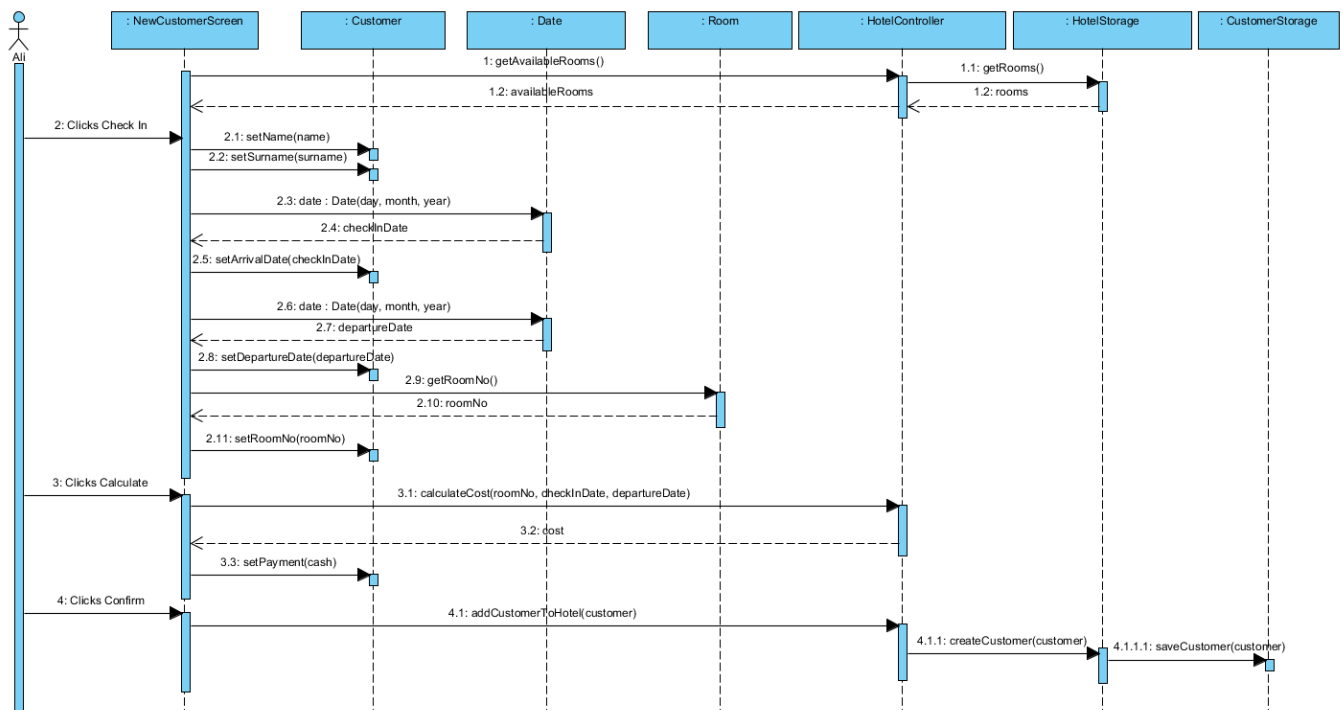 : NewCustomerScreen
: Customer
: Date
: Room
: HotelController
: HotelStorage
: CustomerStorage
Ali
1: getAvailableRooms()
1.1: getRooms()
1.2: availableRooms
1.2: rooms
2: Clicks Check In
2.1: setName(name)
2.2: setSurname(surname)
2.3: date : Date(day, month, year)
2.4: checkInDate
2.5: setArrivalDate(checkInDate)
2.6: date : Date(day, month, year)
2.7: departureDate
2.8: setDepartureDate(departureDate)
2.9: getRoomNo()
2.10: roomNo
2.11: setRoomNo(roomNo)
3: Clicks Calculate
3.1: calculateCost(roomNo, checkInDate, departureDate)
3.2: cost
3.3: setPayment(cash)
4: Clicks Confirm
4.1: addCustomerToHotel(customer)
4.1.1: createCustomer(customer)
4.1.1.1: saveCustomer(customer)